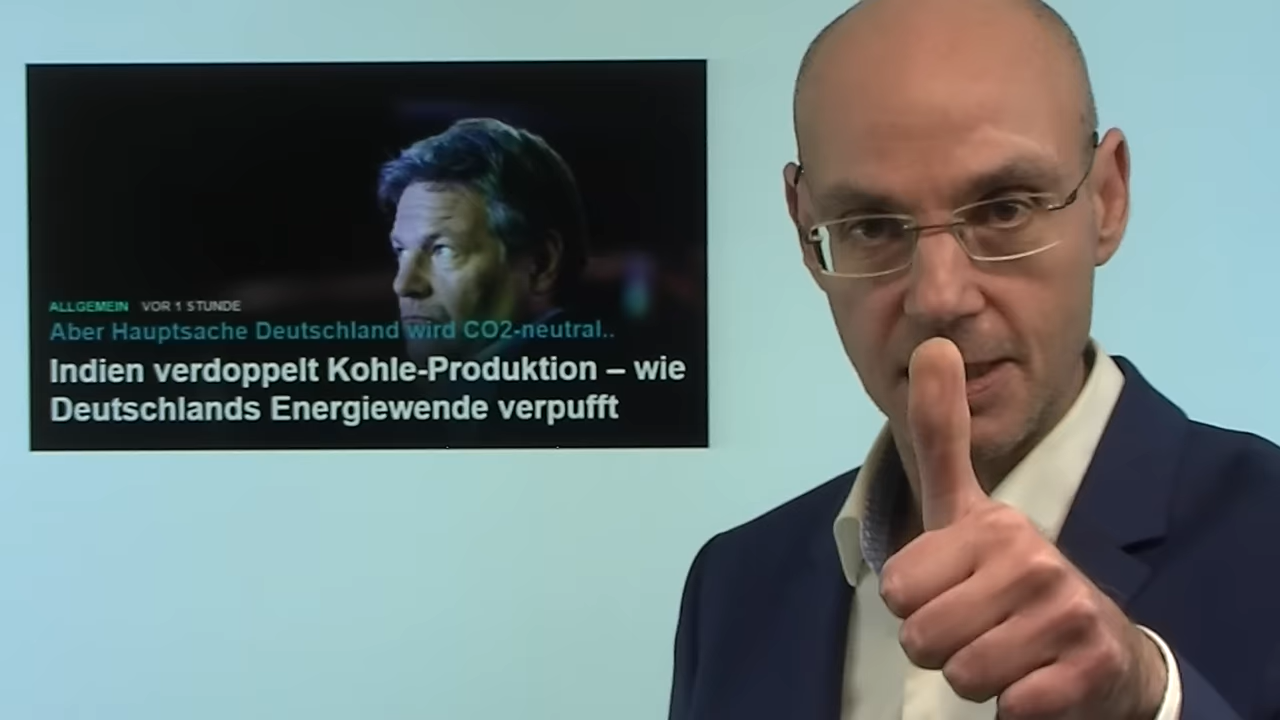 ALLGEMEIN VOR 1 STUNDE
Aber Hauptsache Deutschland wird CO2-neutral..
Indien verdoppelt Kohle-Produktion – wie
Deutschlands Energiewende verpufft